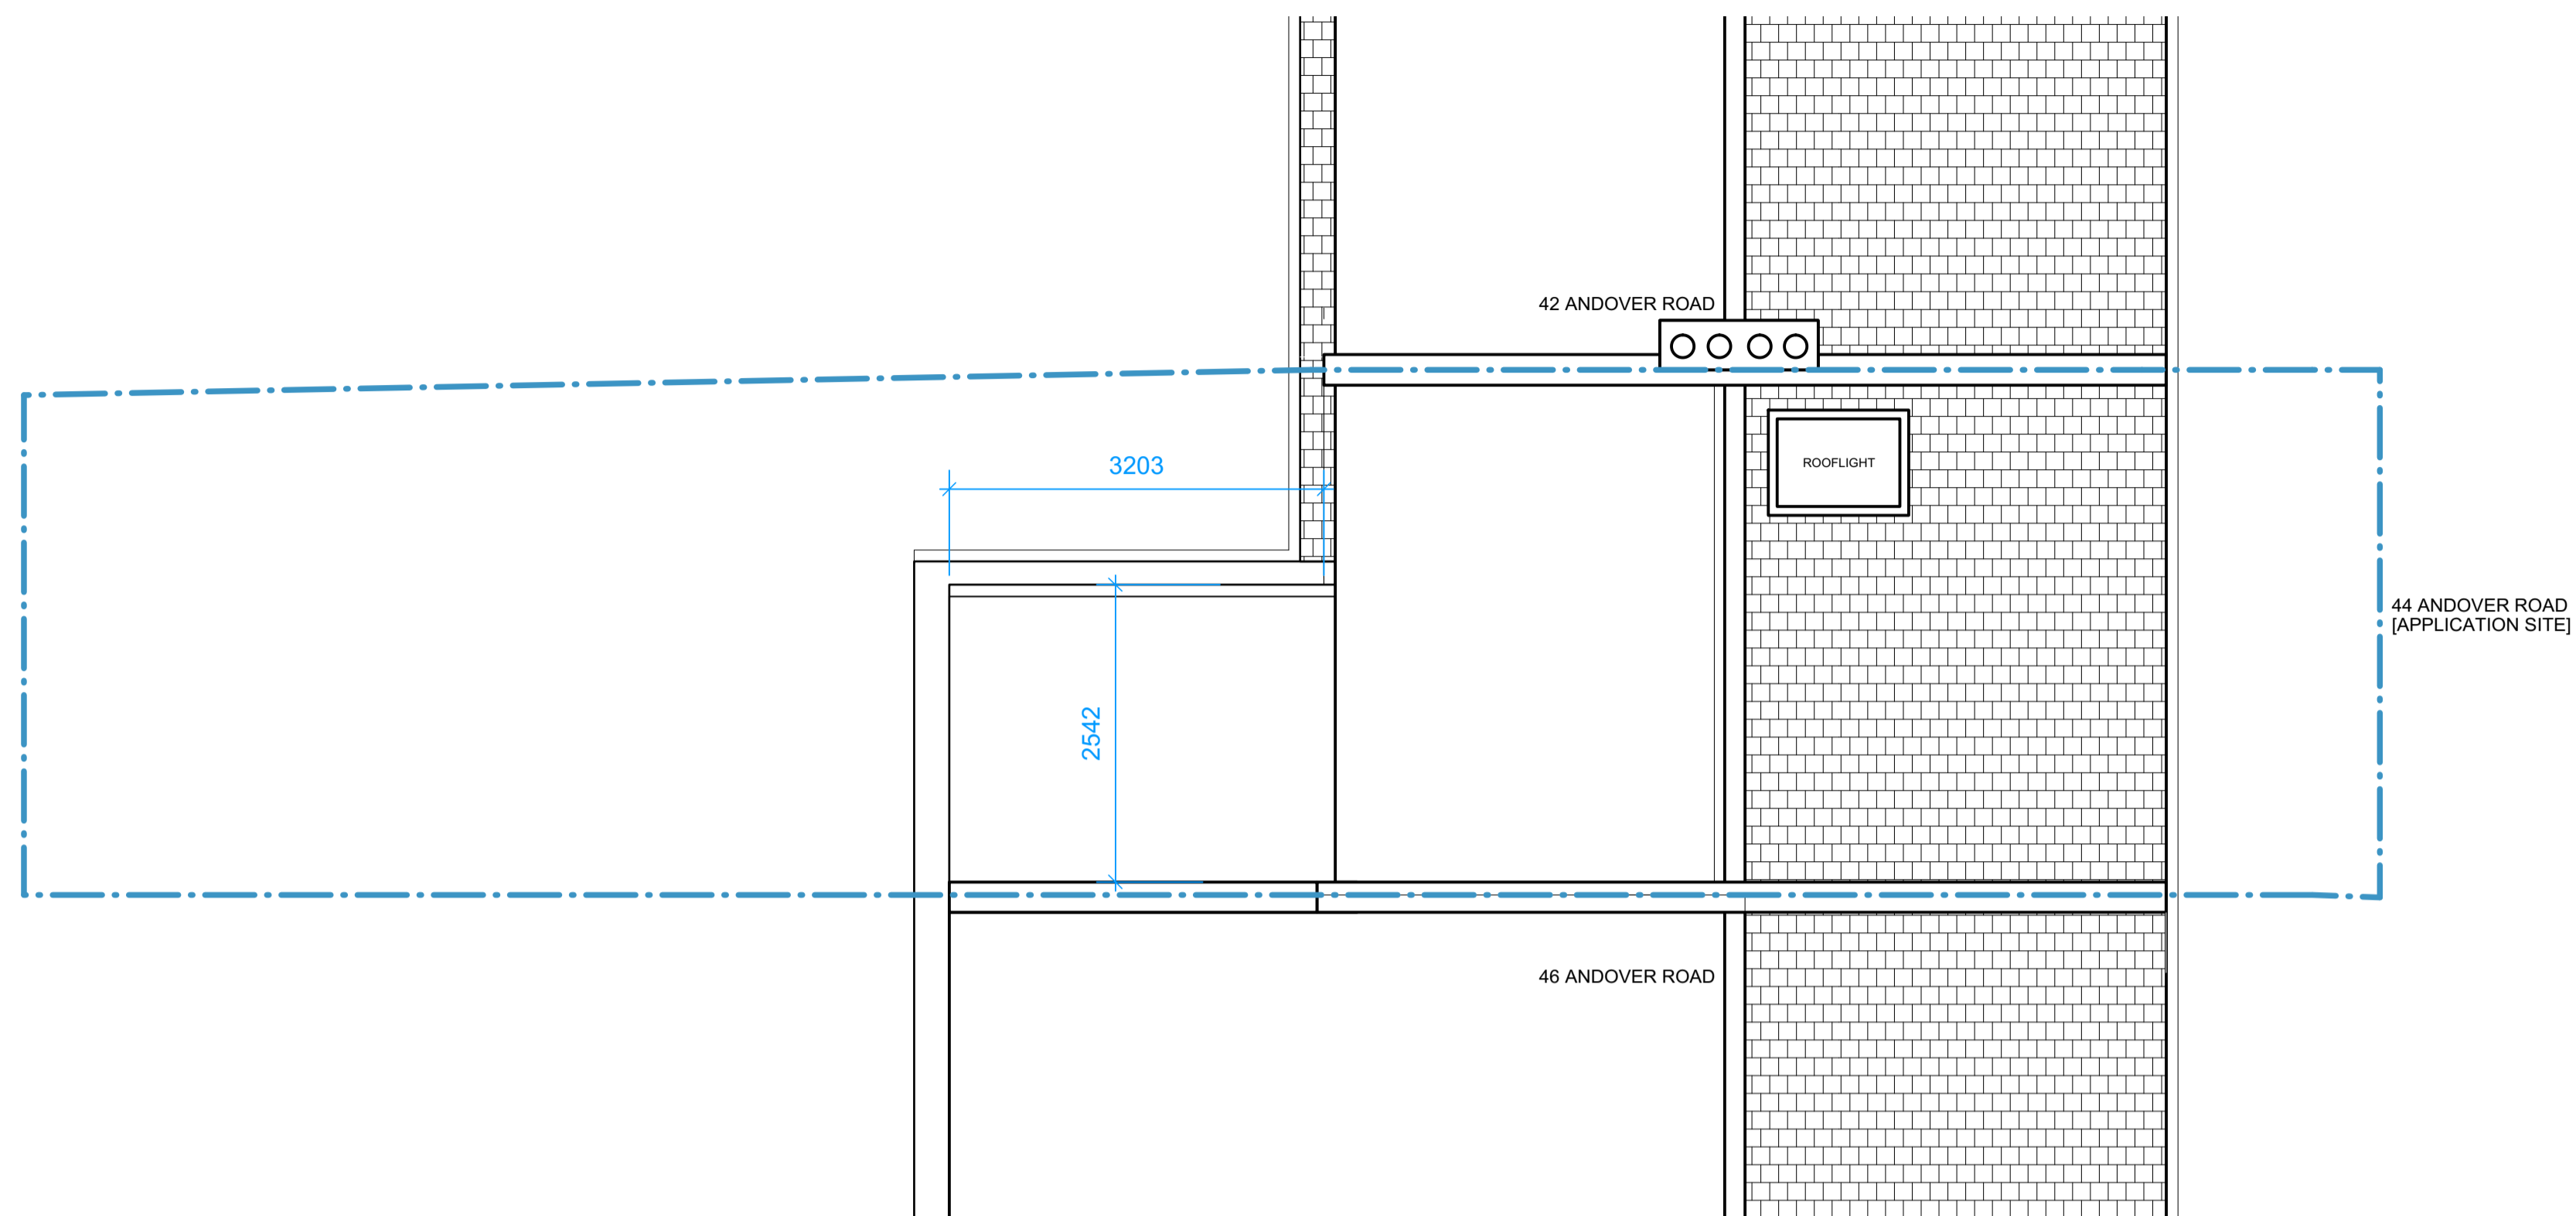 42 ANDOVER ROAD
3203
ROOFLIGHT
44 ANDOVER ROAD
[APPLICATION SITE]
2542
46 ANDOVER ROAD